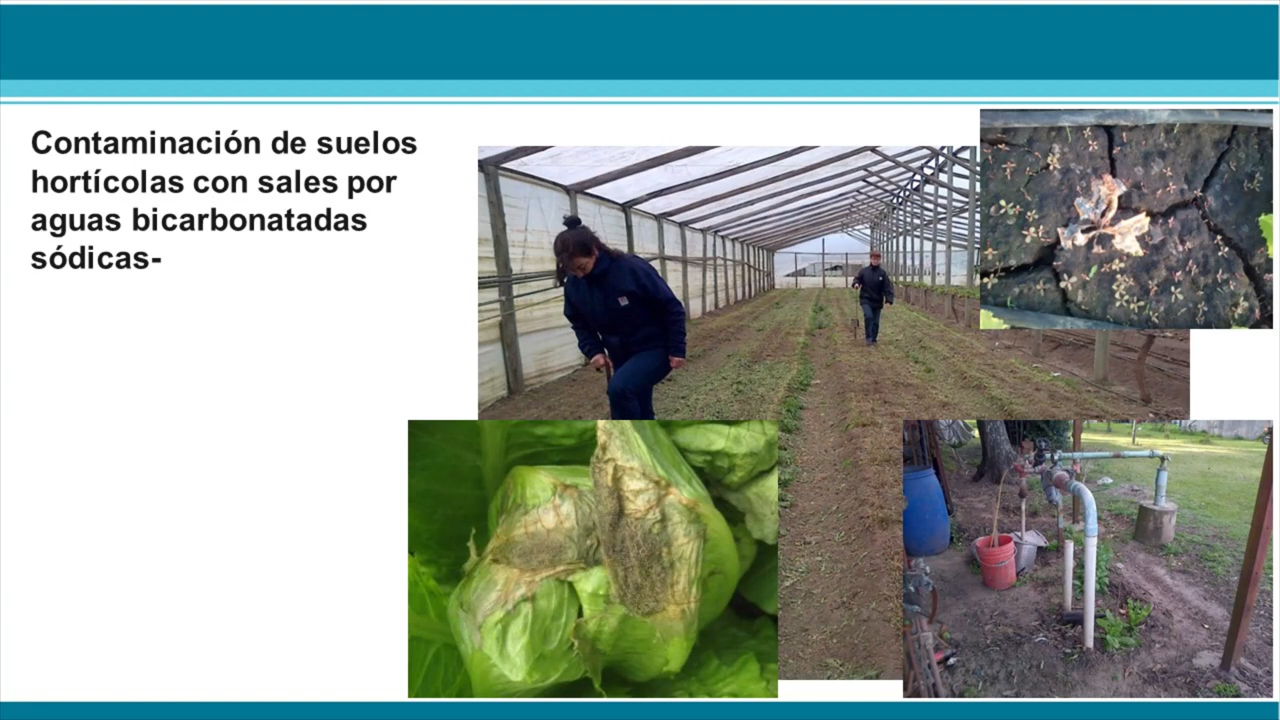 Contaminación de suelos
hortícolas con sales por
aguas bicarbonatadas
sódicas-